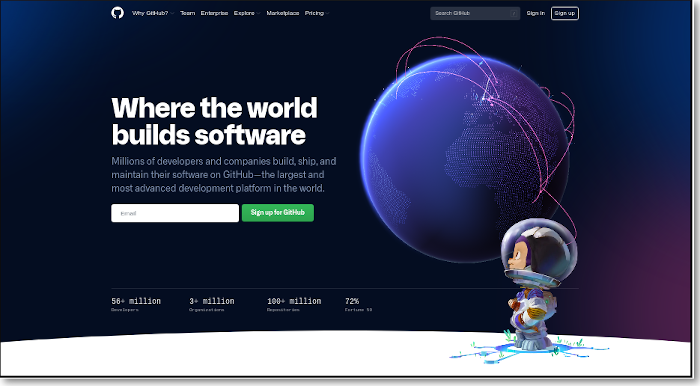 Why GitHub? Team Enterprise Explore Marketplace Pricing Search GitHub / Sign in Sign up
Where the world
builds software
Millions of developers and companies build, ship, and
maintain their software on GitHub—the largest and
most advanced development platform in the world.
Email Sign up for GitHub
56+ million 3+ million 100+ million 72%
Developers Organizations Repositories Fortune 50